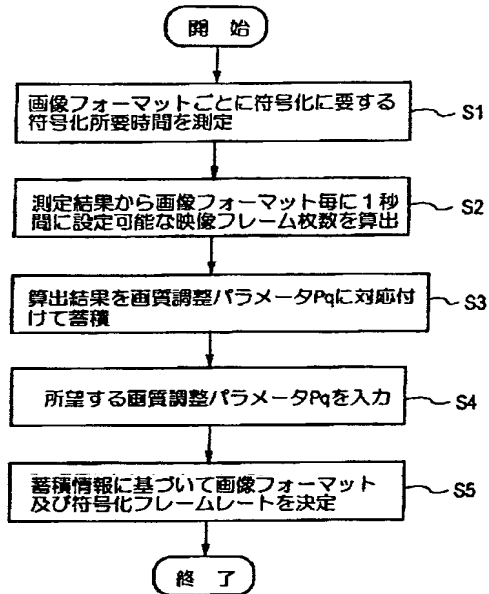 開 始
画像フォーマットごとに符号化に要する
符号化所要時間を測定
S1
測定結果から画像フォーマット毎に1秒
間に設定可能な映像フレーム枚数を算出
S2
算出結果を画質調整パラメータPqに対応付
けて蓄積
S3
所望する画質調整パラメータPqを入力
S4
蓄積情報に基づいて画像フォーマット
及び符号化フレームレートを決定
S5
終 了